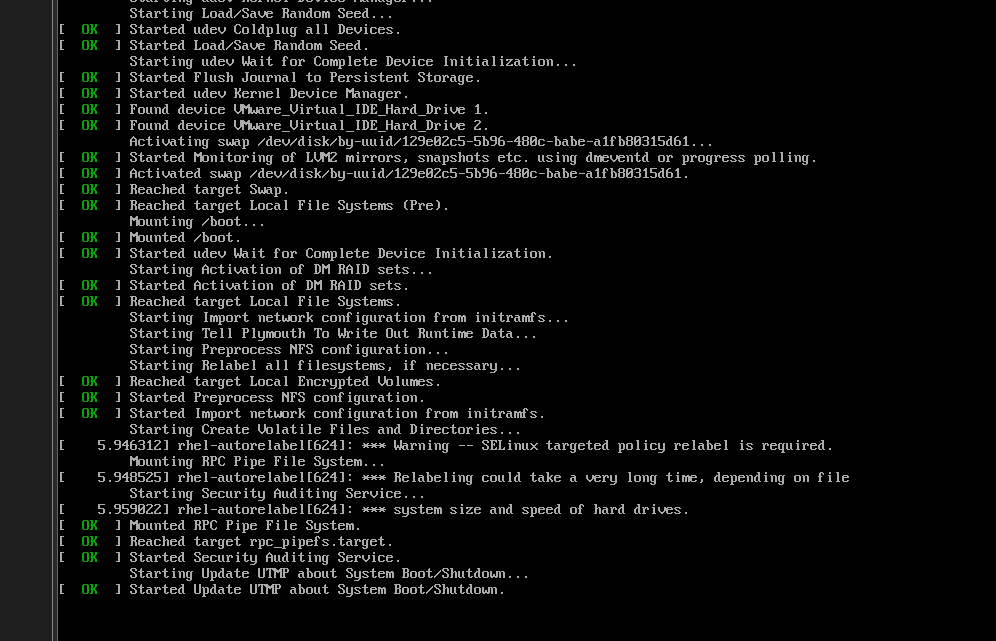 Starting udev Kernel Device Manager...
Starting Load/Save Random Seed...
[  OK  ] Started udev Coldplug all Devices.
[  OK  ] Started Load/Save Random Seed.
Starting udev Wait for Complete Device Initialization...
[  OK  ] Started Flush Journal to Persistent Storage.
[  OK  ] Started udev Kernel Device Manager.
[  OK  ] Found device VMware_Virtual_IDE_Hard_Drive 1.
[  OK  ] Found device VMware_Virtual_IDE_Hard_Drive 2.
Activating swap /dev/disk/by-uuid/129e02c5-5b96-480c-babe-a1fb80315d61...
[  OK  ] Started Monitoring of LVM2 mirrors, snapshots etc. using dmeventd or progress polling.
[  OK  ] Activated swap /dev/disk/by-uuid/129e02c5-5b96-480c-babe-a1fb80315d61.
[  OK  ] Reached target Swap.
[  OK  ] Reached target Local File Systems (Pre).
Mounting /boot...
[  OK  ] Mounted /boot.
[  OK  ] Started udev Wait for Complete Device Initialization.
Starting Activation of DM RAID sets...
[  OK  ] Started Activation of DM RAID sets.
[  OK  ] Reached target Local File Systems.
Starting Import network configuration from initramfs...
Starting Tell Plymouth To Write Out Runtime Data...
Starting Preprocess NFS configuration...
Starting Relabel all filesystems, if necessary...
[  OK  ] Reached target Local Encrypted Volumes.
[  OK  ] Started Preprocess NFS configuration.
[  OK  ] Started Import network configuration from initramfs.
Starting Create Volatile Files and Directories...
[    5.946312] rhel-autorelabel[624]: *** Warning -- SELinux targeted policy relabel is required.
Mounting RPC Pipe File System...
[    5.948525] rhel-autorelabel[624]: *** Relabeling could take a very long time, depending on file
Starting Security Auditing Service...
[    5.959022] rhel-autorelabel[624]: *** system size and speed of hard drives.
[  OK  ] Mounted RPC Pipe File System.
[  OK  ] Reached target rpc_pipefs.target.
[  OK  ] Started Security Auditing Service.
Starting Update UTMP about System Boot/Shutdown...
[  OK  ] Started Update UTMP about System Boot/Shutdown.